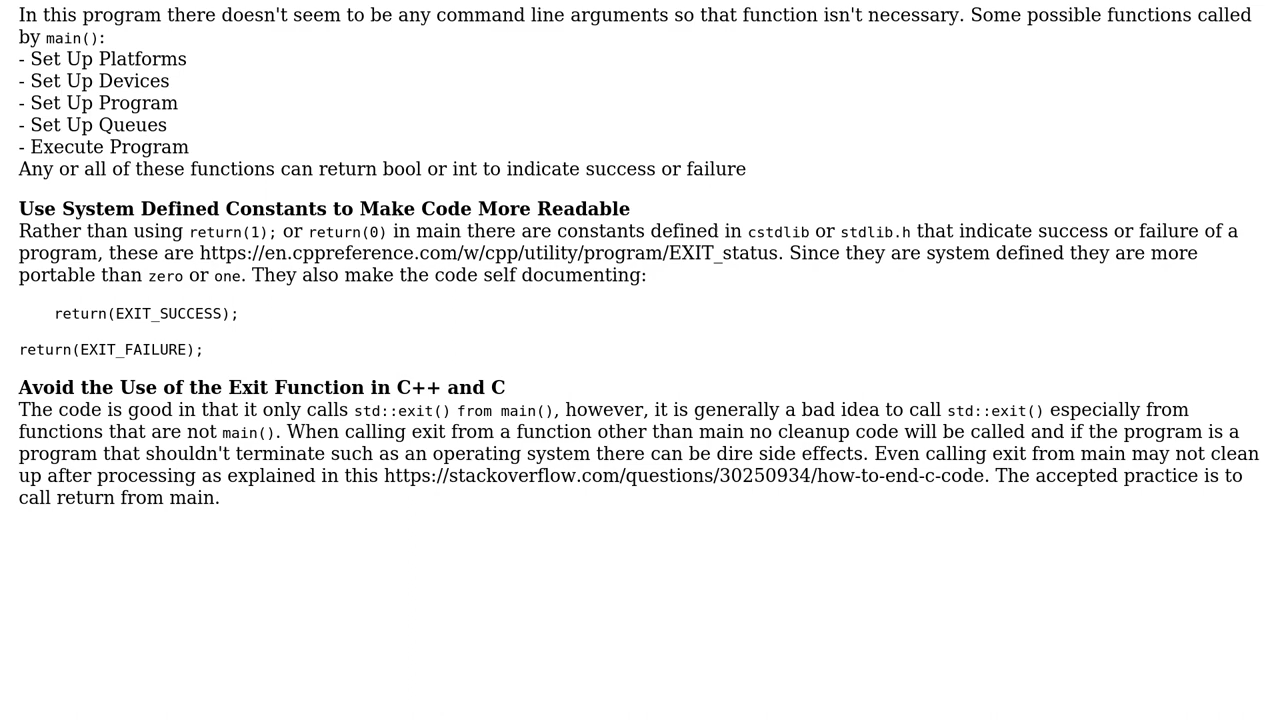 In this program there doesn't seem to be any command line arguments so that function isn't necessary. Some possible functions called
by main():
- Set Up Platforms
- Set Up Devices
- Set Up Program
- Set Up Queues
- Execute Program
Any or all of these functions can return bool or int to indicate success or failure
Use System Defined Constants to Make Code More Readable
Rather than using return(1); or return(0) in main there are constants defined in cstdlib or stdlib.h that indicate success or failure of a
program, these are https://en.cppreference.com/w/cpp/utility/program/EXIT_status. Since they are system defined they are more
portable than zero or one. They also make the code self documenting:
    return(EXIT_SUCCESS);
return(EXIT_FAILURE);
Avoid the Use of the Exit Function in C++ and C
The code is good in that it only calls std::exit() from main(), however, it is generally a bad idea to call std::exit() especially from
functions that are not main(). When calling exit from a function other than main no cleanup code will be called and if the program is a
program that shouldn't terminate such as an operating system there can be dire side effects. Even calling exit from main may not clean
up after processing as explained in this https://stackoverflow.com/questions/30250934/how-to-end-c-code. The accepted practice is to
call return from main.